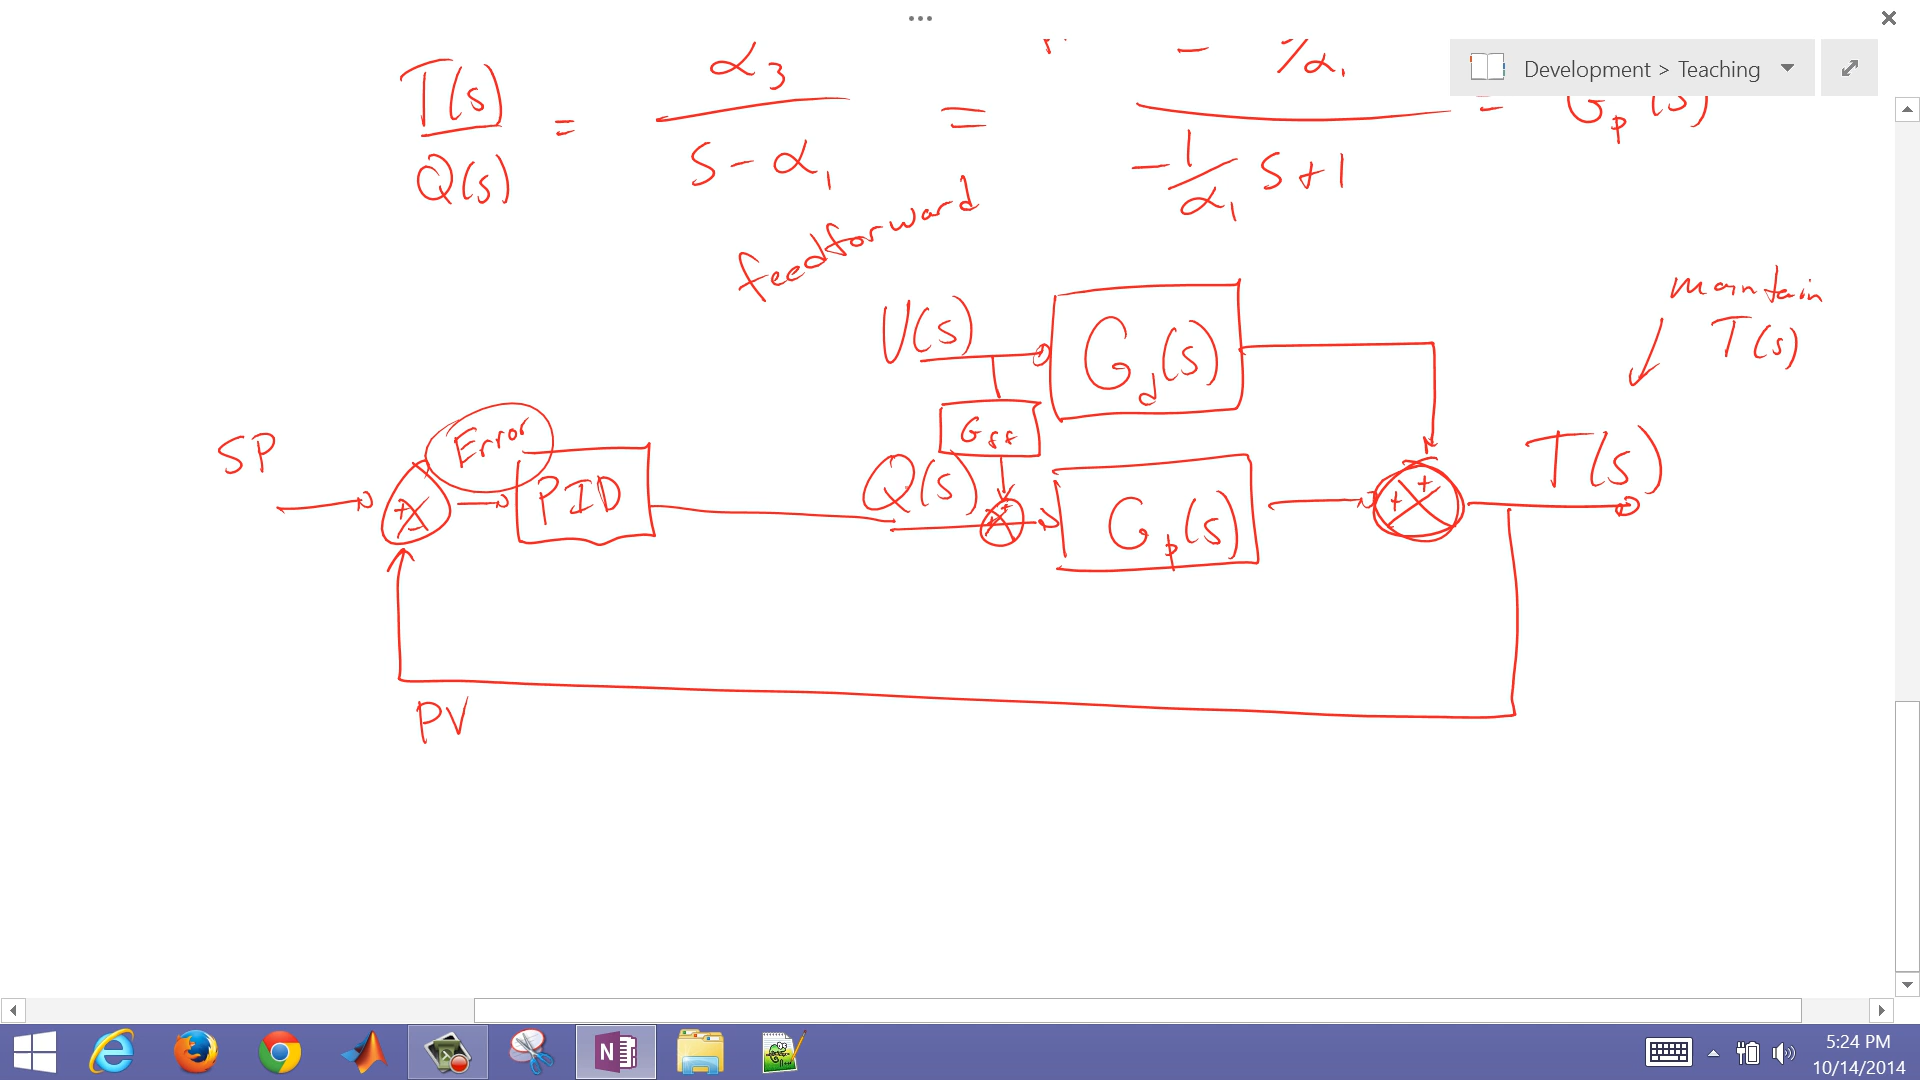 Development > Teaching
T(s) / Q(s) = α3 / (s - α1) = - /α1 / (-1/α1 s + 1) = Gp(s)
feedforward
maintain
T(s)
V(s)
Gd(s)
Error
SP
Gff
PID
Q(s)
Gp(s)
T(s)
+ -
+ +
+ +
PV
N
5:24 PM
10/14/2014